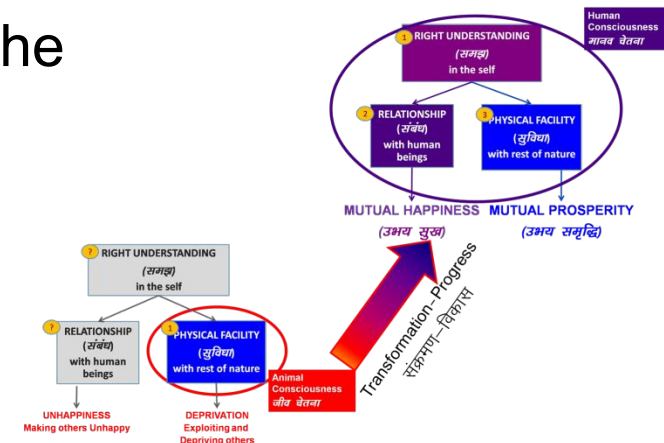 he
Human
Consciousness
मानव चेतना
1
RIGHT UNDERSTANDING
(समझ)
in the self
2
RELATIONSHIP
(संबंध)
with human
beings
3
PHYSICAL FACILITY
(सुविधा)
with rest of nature
MUTUAL HAPPINESS
(उभय सुख)
MUTUAL PROSPERITY
(उभय समृद्धि)
?
RIGHT UNDERSTANDING
(समझ)
in the self
?
RELATIONSHIP
(संबंध)
with human
beings
1
PHYSICAL FACILITY
(सुविधा)
with rest of nature
Animal
Consciousness
जीव चेतना
UNHAPPINESS
Making others Unhappy
DEPRIVATION
Exploiting and
Depriving others
Transformation – Progress
संक्रमण–विकास